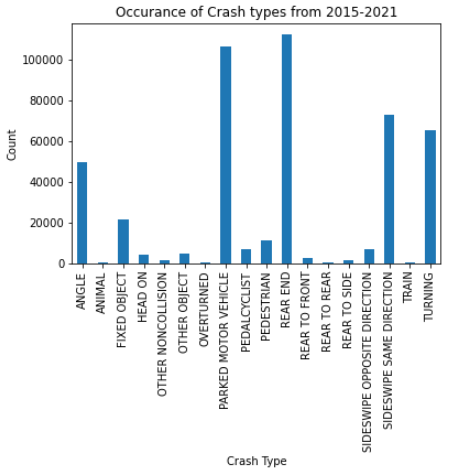 Occurance of Crash types from 2015-2021
Count
100000
80000
60000
40000
20000
0
ANGLE
ANIMAL
FIXED OBJECT
HEAD ON
OTHER NONCOLLISION
OTHER OBJECT
OVERTURNED
PARKED MOTOR VEHICLE
PEDALCYCLIST
PEDESTRIAN
REAR END
REAR TO FRONT
REAR TO REAR
REAR TO SIDE
SIDESWIPE OPPOSITE DIRECTION
SIDESWIPE SAME DIRECTION
TRAIN
TURNING
Crash Type